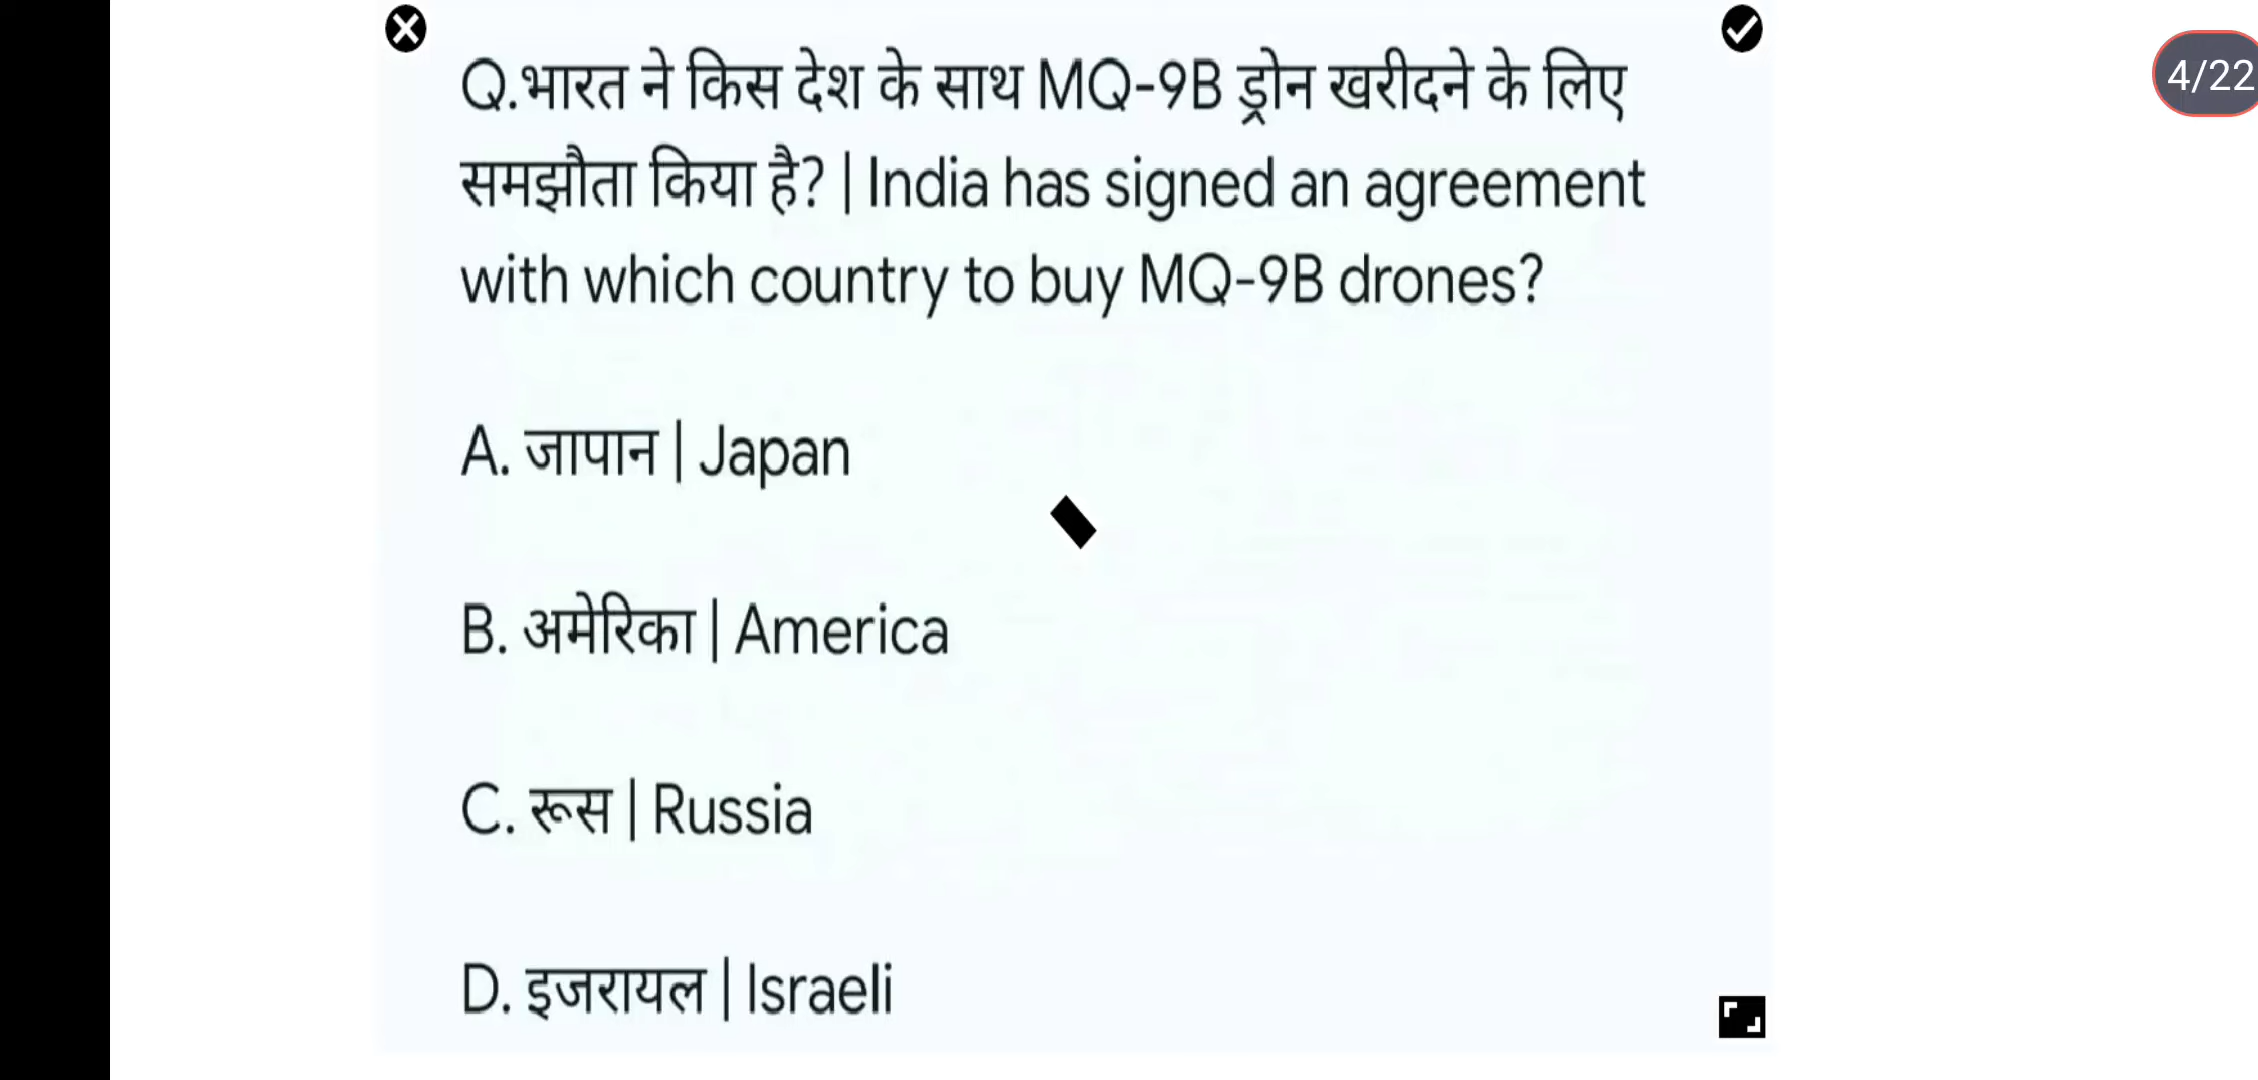 Q.भारत ने किस देश के साथ MQ-9B ड्रोन खरीदने के लिए
समझौता किया है? | India has signed an agreement
with which country to buy MQ-9B drones?
A. जापान | Japan
B. अमेरिका | America
C. रूस | Russia
D. इजरायल | Israeli
4/22